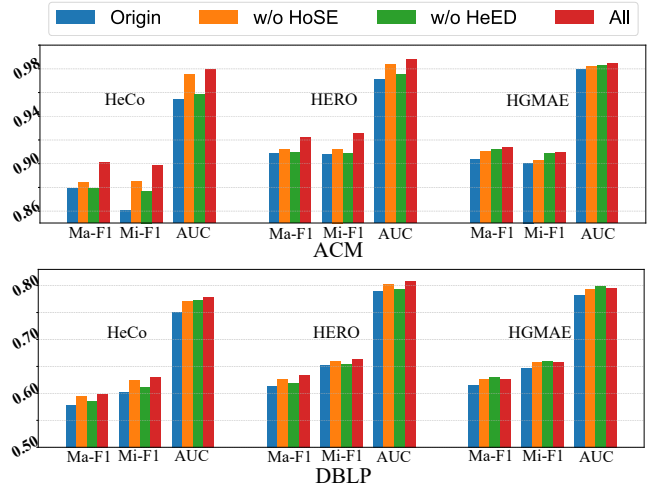 Origin w/o HoSE w/o HeED All
0.98
0.94
0.90
0.86
HeCo HERO HGMAE
Ma-F1 Mi-F1 AUC Ma-F1 Mi-F1 AUC Ma-F1 Mi-F1 AUC
ACM
0.80
0.70
0.60
0.50
HeCo HERO HGMAE
Ma-F1 Mi-F1 AUC Ma-F1 Mi-F1 AUC Ma-F1 Mi-F1 AUC
DBLP